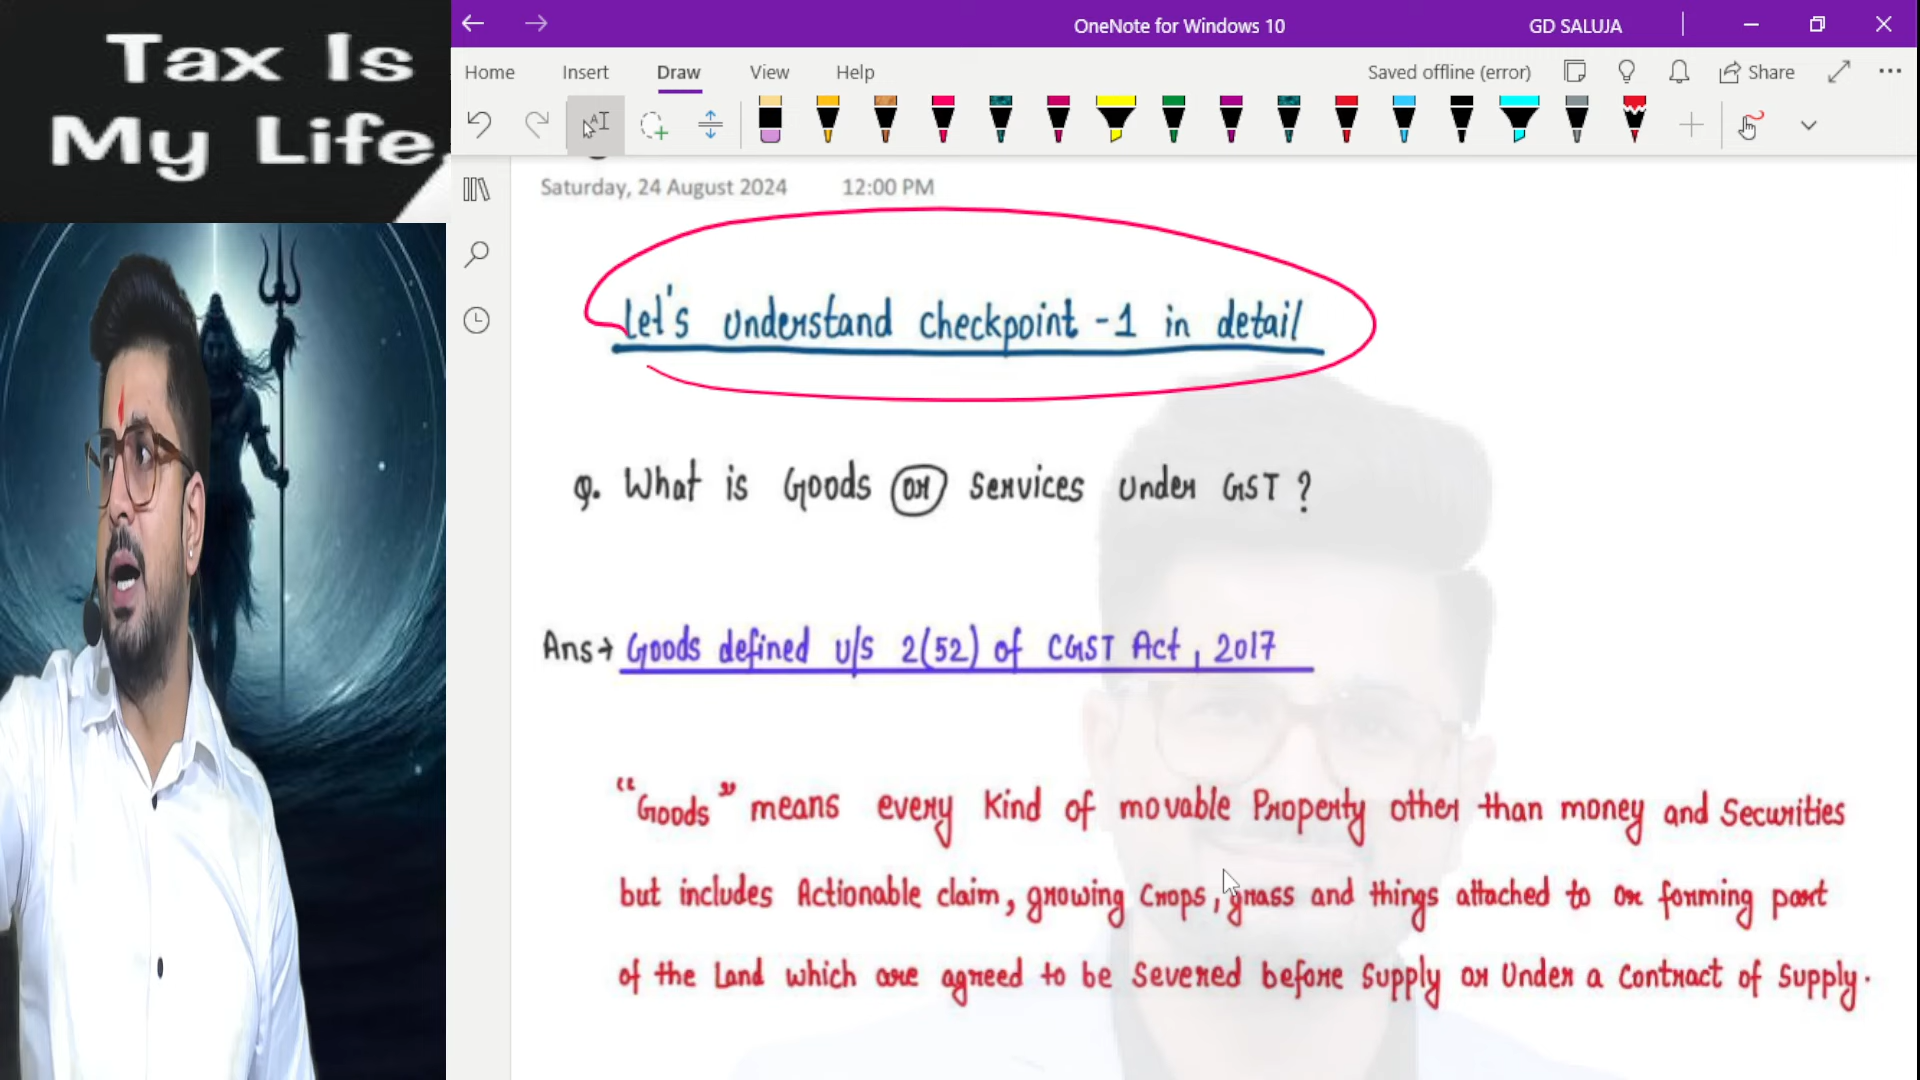 Tax Is
My Life.
OneNote for Windows 10
GD SALUJA
Home Insert Draw View Help
Saved offline (error) Share
Saturday, 24 August 2024 12:00 PM
Let's understand checkpoint - 1 in detail
Q. What is Goods or Services Under GST ?
Ans → Goods defined u/s 2(52) of CGST Act, 2017
"Goods" means every kind of movable Property other than money and Securities
but includes Actionable claim, growing Crops, grass and things attached to or forming part
of the Land which are agreed to be Severed before Supply or Under a Contract of Supply.